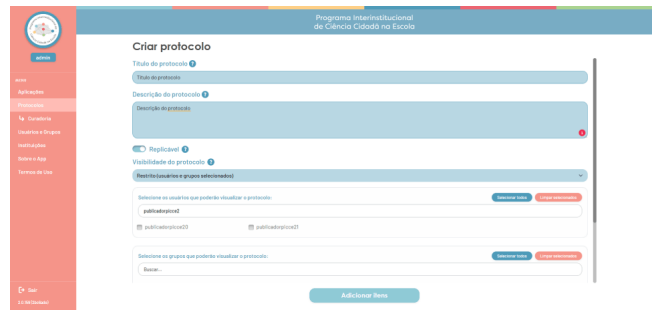 Programa Interinstitucional
de Ciência Cidadã na Escola
admin
Aplicações
Protocolos
Curadoria
Usuários e Grupos
Instituições
Sobre o App
Termos de Uso
Sair
Criar protocolo
Título do protocolo ?
Título do protocolo
Descrição do protocolo ?
Descrição do protocolo
Replicável ?
Visibilidade do protocolo ?
Restrito (usuários e grupos selecionados)
Selecione os usuários que poderão visualizar o protocolo:
Selecionar todos
Limpar selecionados
publicadorpicce2
publicadorpicce20
publicadorpicce21
Selecione os grupos que poderão visualizar o protocolo:
Selecionar todos
Limpar selecionados
Buscar...
Adicionar itens